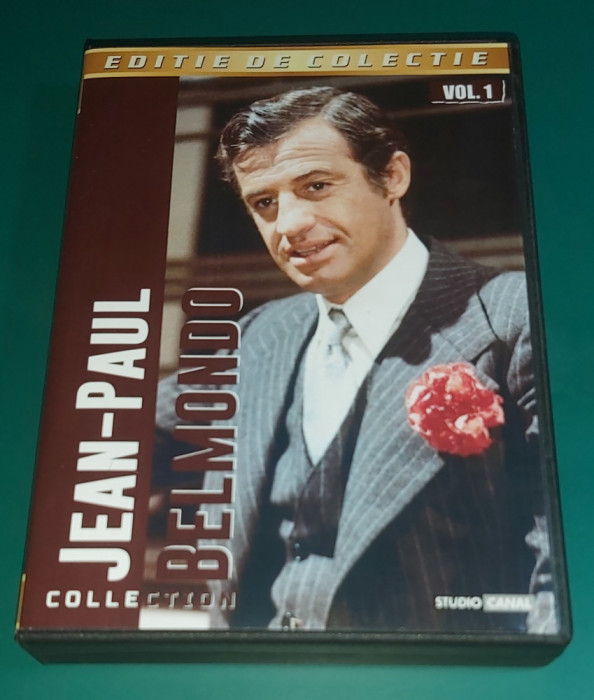 EDITIE DE COLECTIE
VOL. 1
JEAN-PAUL
BELMONDO
COLLECTION
STUDIO CANAL